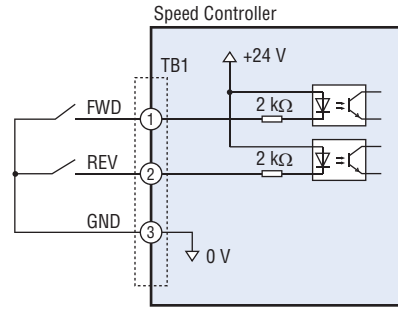 Speed Controller
TB1
+24 V
FWD
1
2 kΩ
REV
2
2 kΩ
GND
3
0 V